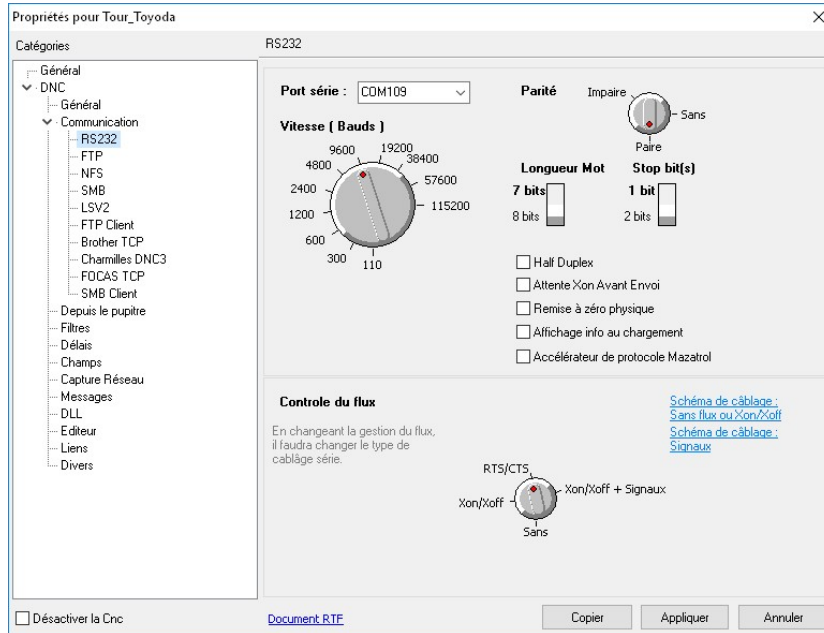 Propriétés pour Tour_Toyoda
Catégories
Général
DNC
Général
Communication
RS232
FTP
NFS
SMB
LSV2
FTP Client
Brother TCP
Charmilles DNC3
FOCAS TCP
SMB Client
Depuis le pupitre
Filtres
Délais
Champs
Capture Réseau
Messages
DLL
Editeur
Liens
Divers
Désactiver la Cnc
RS232
Port série : COM109
Vitesse ( Bauds )
9600
19200
4800
38400
2400
57600
1200
115200
600
300
110
Parité
Impaire
Sans
Paire
Longueur Mot
Stop bit(s)
7 bits
1 bit
8 bits
2 bits
Half Duplex
Attente Xon Avant Envoi
Remise à zéro physique
Affichage info au chargement
Accélérateur de protocole Mazatrol
Controle du flux
En changeant la gestion du flux,
il faudra changer le type de
cablâge série.
Schéma de câblage :
Sans flux ou Xon/Xoff
Schéma de câblage :
Signaux
RTS/CTS
Xon/Xoff
Xon/Xoff + Signaux
Sans
Document RTF
Copier
Appliquer
Annuler